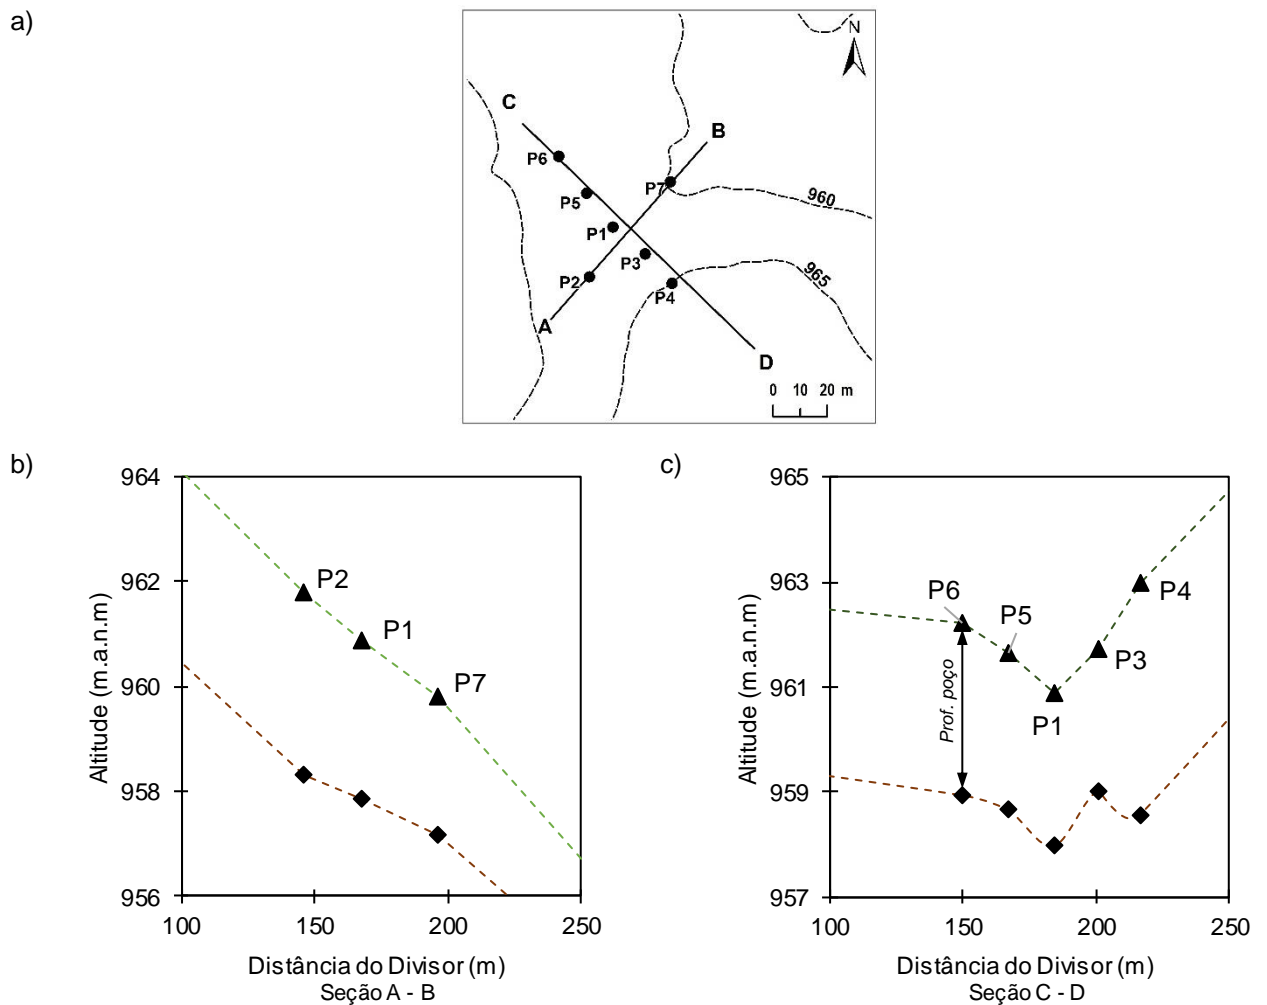 a)
N
C
B
P6
P7
P5
960
P1
P3
965
P2
P4
A
D
0 10 20 m
b)
964
962
960
958
956
Altitude (m.a.n.m)
P2
P1
P7
100 150 200 250
Distância do Divisor (m)
Seção A - B
c)
965
963
961
959
957
Altitude (m.a.n.m)
P6
P5
P4
P3
P1
Prof. poço
100 150 200 250
Distância do Divisor (m)
Seção C - D